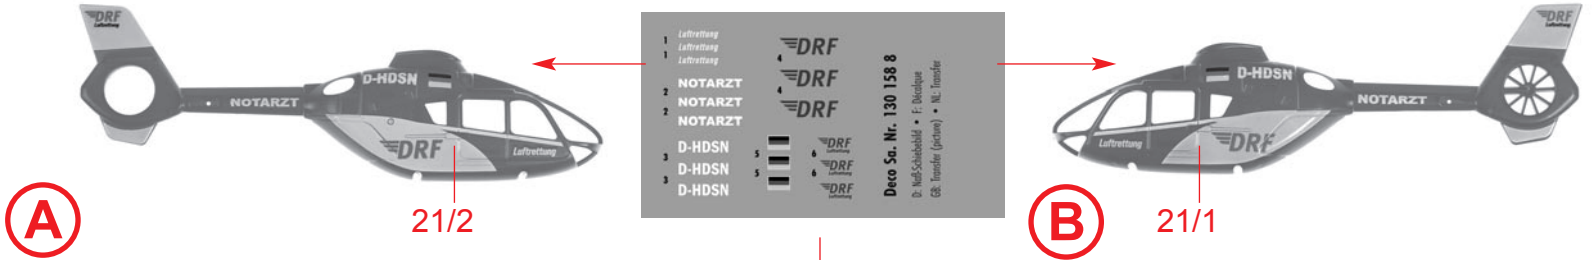 DRF
Luftrettung
D-HDSN
NOTARZT
DRF
Luftrettung
A
21/2
1 Luftrettung
Luftrettung
1 Luftrettung
2 NOTARZT
NOTARZT
2 NOTARZT
D-HDSN
3 D-HDSN
3 D-HDSN
DRF
4
DRF
4
DRF
5
5
DRF
Luftrettung
6
DRF
Luftrettung
6
DRF
Luftrettung
Deco Sa. Nr. 130 158 8
D: Naß-Schiebebild • F: Décalque
GB: Transfer (picture) • NL: Transfer
DRF
Luftrettung
D-HDSN
NOTARZT
Luftrettung
DRF
B
21/1